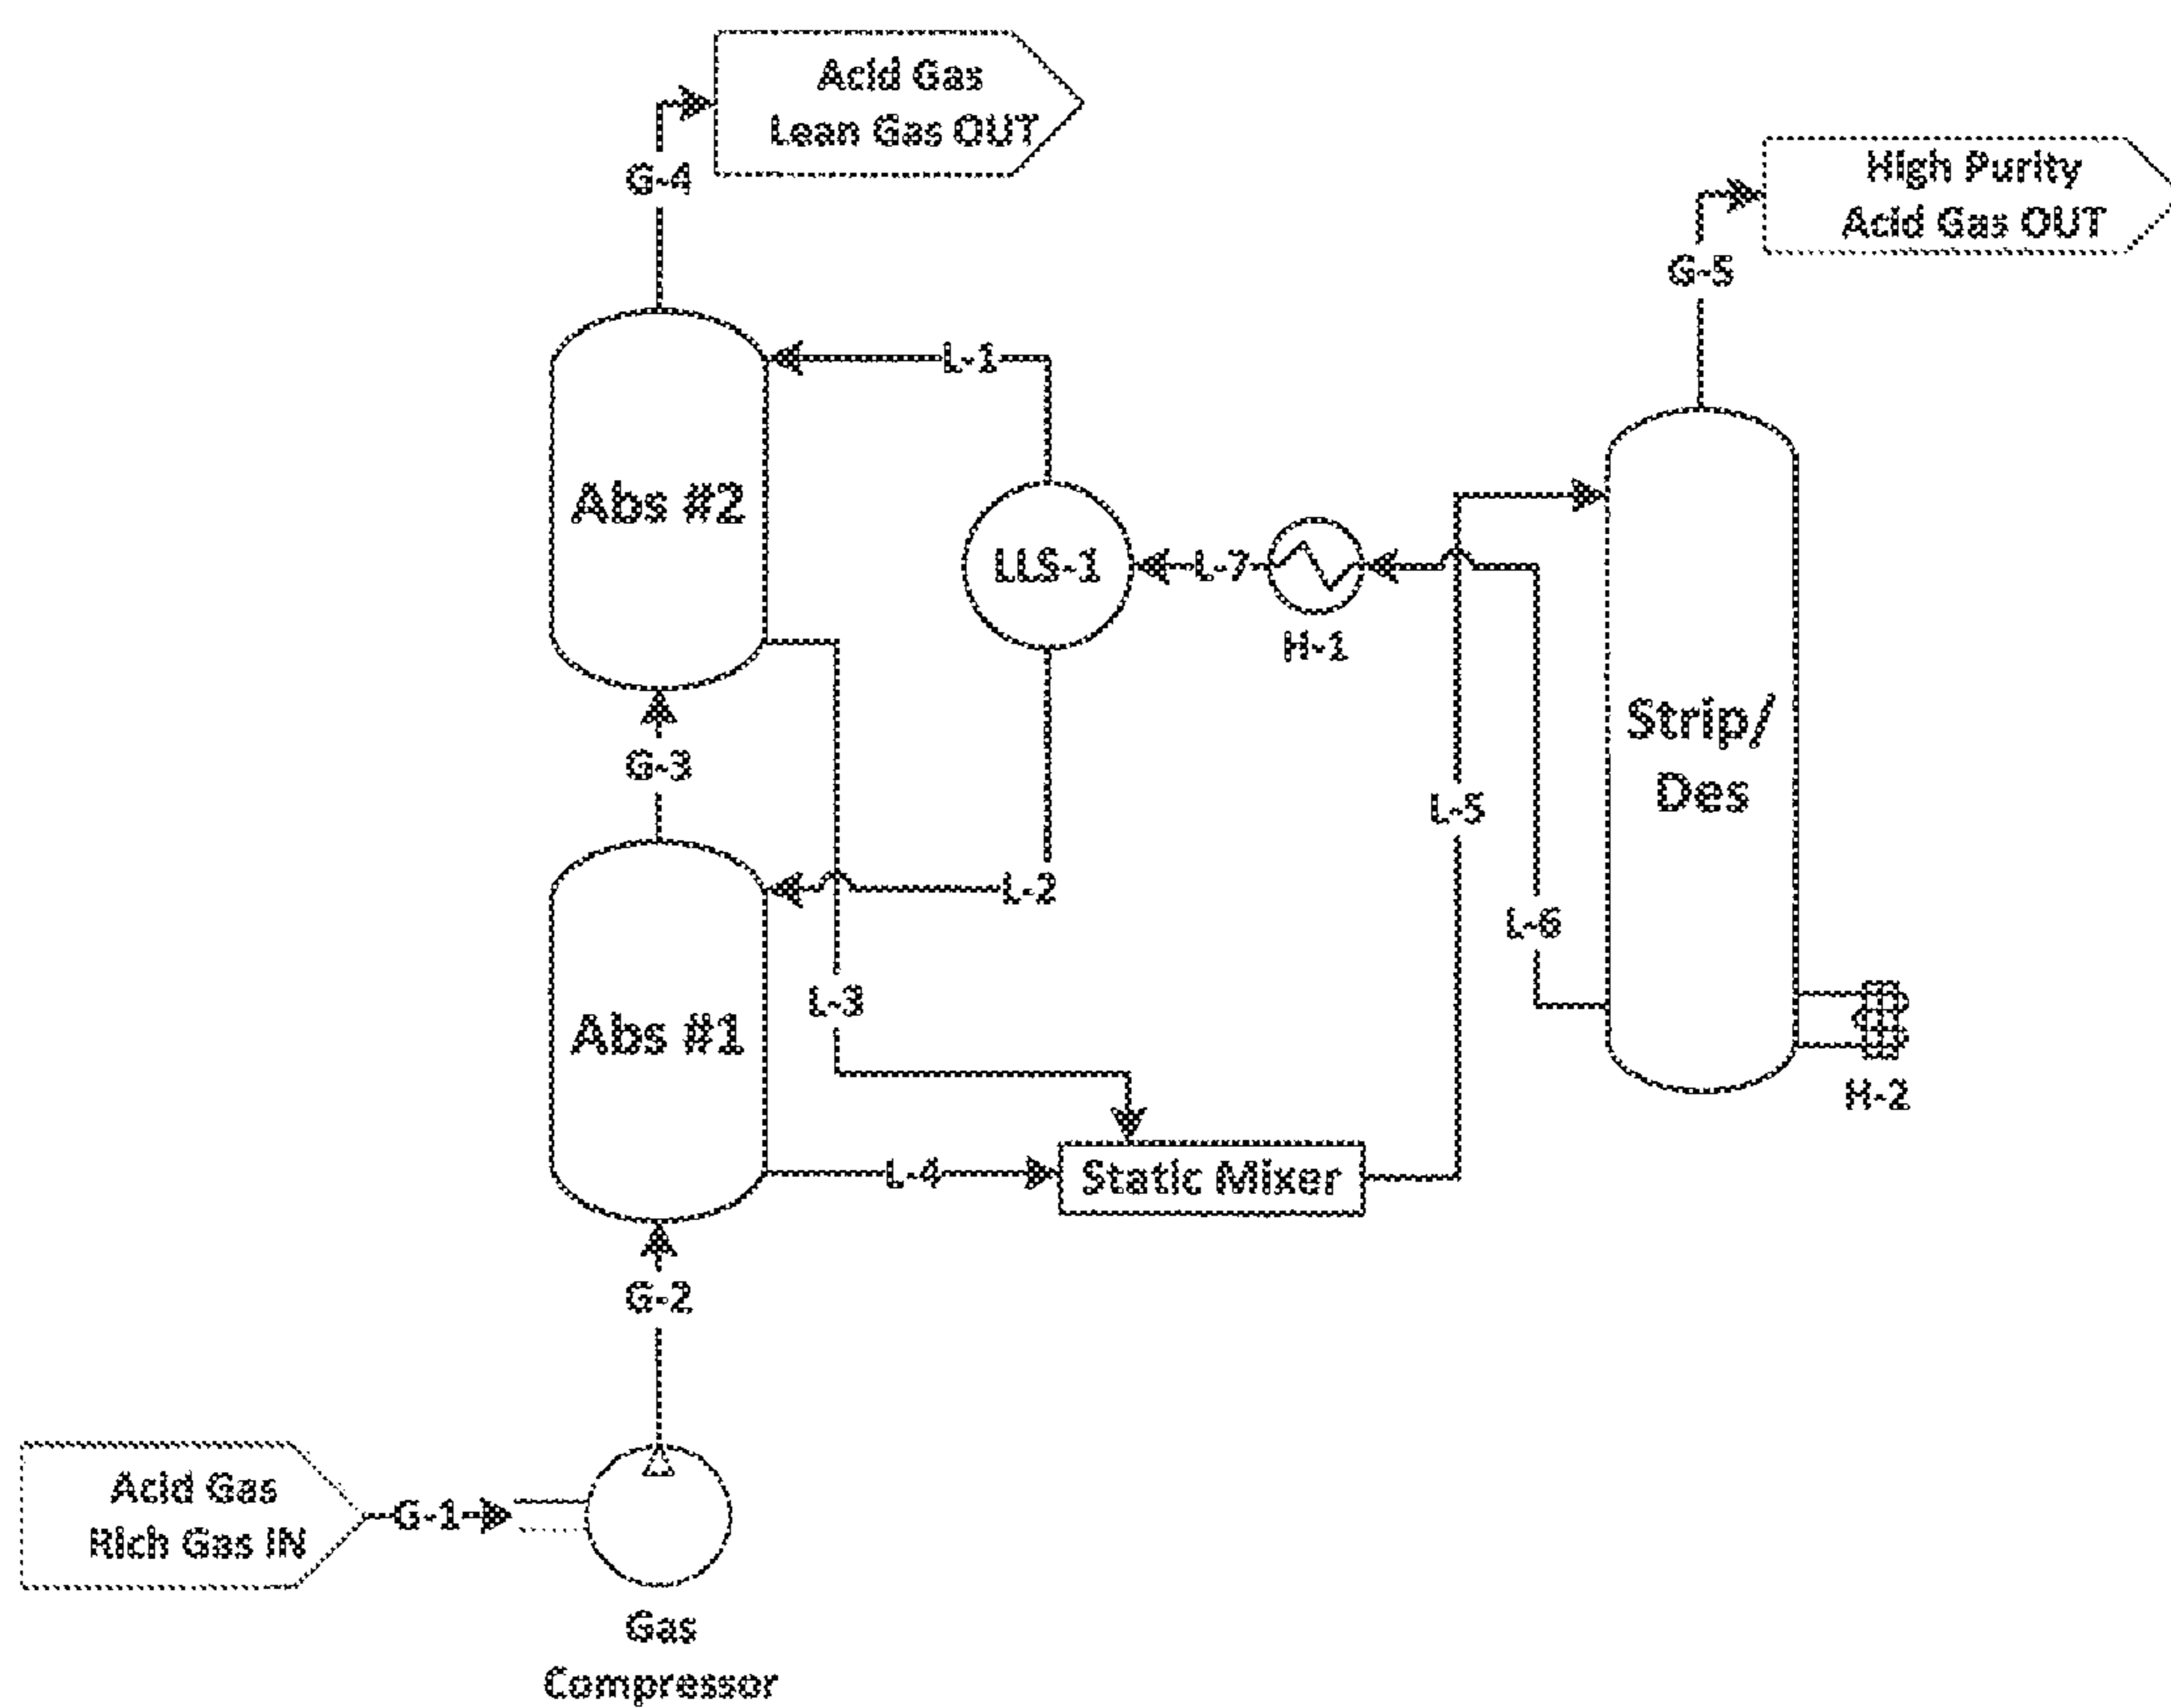 Acid Gas
Lean Gas OUT
High Purity
Acid Gas OUT
G-4
G-5
L-1
Abs #2
LLS-1
L-7
H-1
Strip/
Des
G-3
L-5
L-2
L-6
L-3
Abs #1
H-2
L-4
Static Mixer
G-2
Acid Gas
Rich Gas IN
G-1
Gas
Compressor